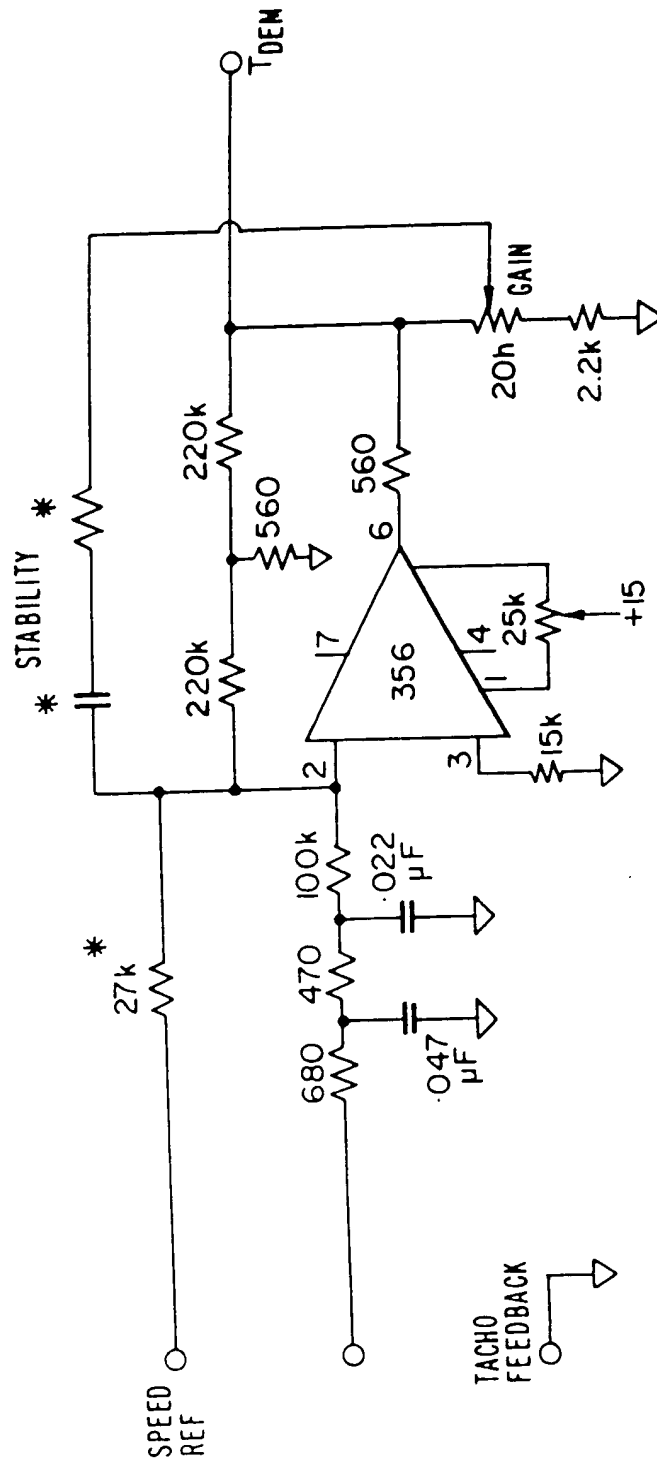 STABILITY
*
*
*
27k
220k
220k
560
T DEM
SPEED
REF
680
470
100k
.047
µF
.022
µF
2
3
7
356
6
1
4
560
15k
25k
+15
20h
GAIN
2.2k
TACHO
FEEDBACK